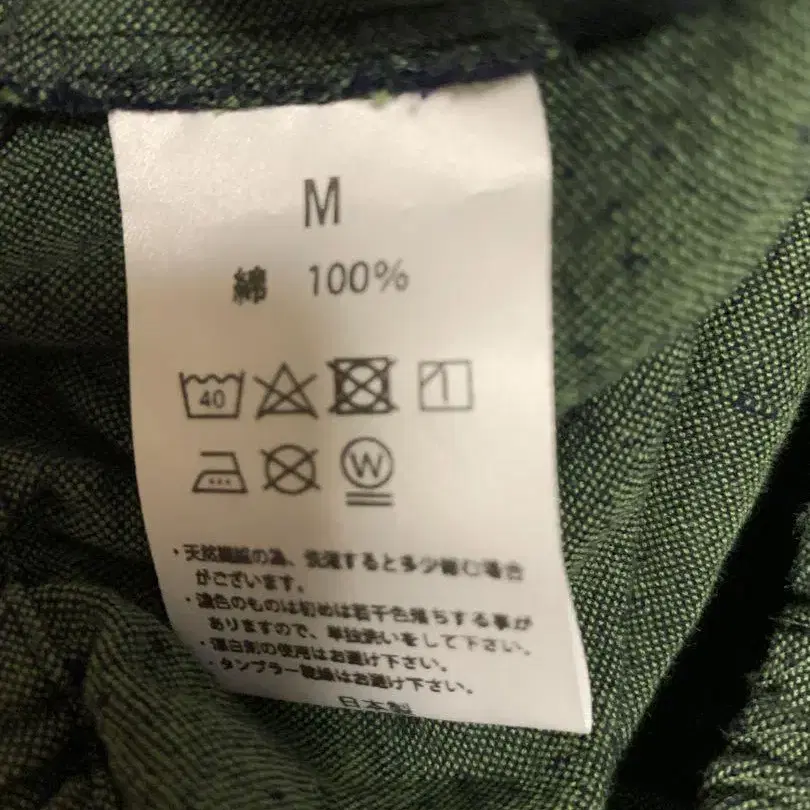 M
綿 100%
40
W
・天然繊維の為、洗濯すると多少縮む場合
がございます。
・濃色のものは初めは若干色落ちする事が
ありますので、単独洗いをして下さい。
・漂白剤の使用はお避け下さい。
・タンブラー乾燥はお避け下さい。
日本製